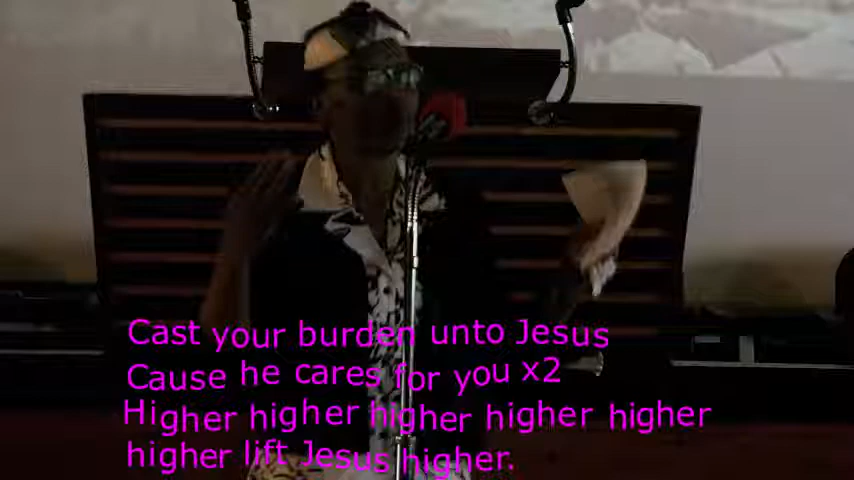 Cast your burden unto Jesus
Cause he cares for you x2
Higher higher higher higher higher
higher lift Jesus higher.